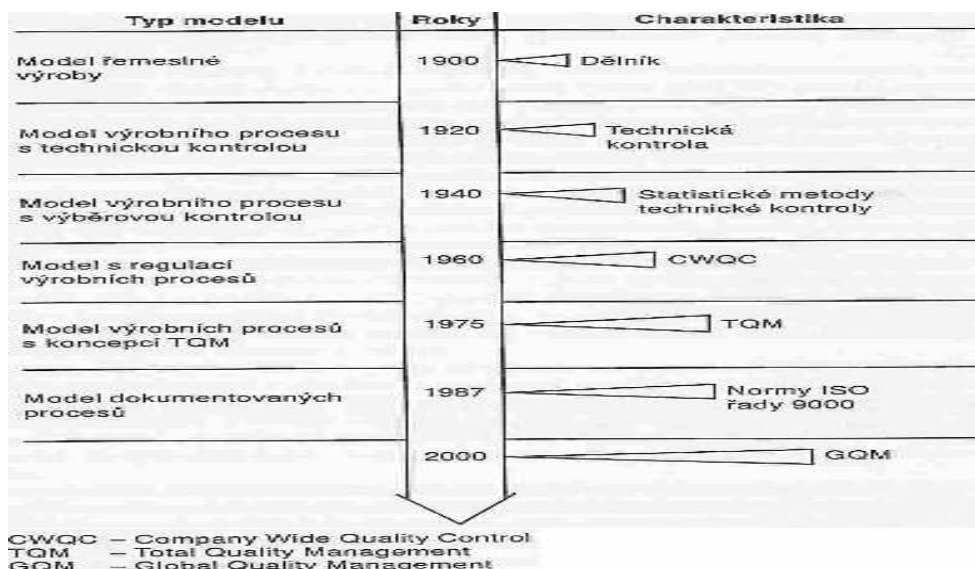 Typ modelu Roky Charakteristika
Model řemeslné
výroby
1900 Dělník
Model výrobního procesu
s technickou kontrolou
1920 Technická
kontrola
Model výrobního procesu
s výběrovou kontrolou
1940 Statistické metody
technické kontroly
Model s regulací
výrobních procesů
1960 CWQC
Model výrobních procesů
s koncepcí TQM
1975 TQM
Model dokumentovaných
procesů
1987 Normy ISO
řady 9000
2000 GQM
CWQC – Company Wide Quality Control
TQM – Total Quality Management
GQM – Global Quality Management